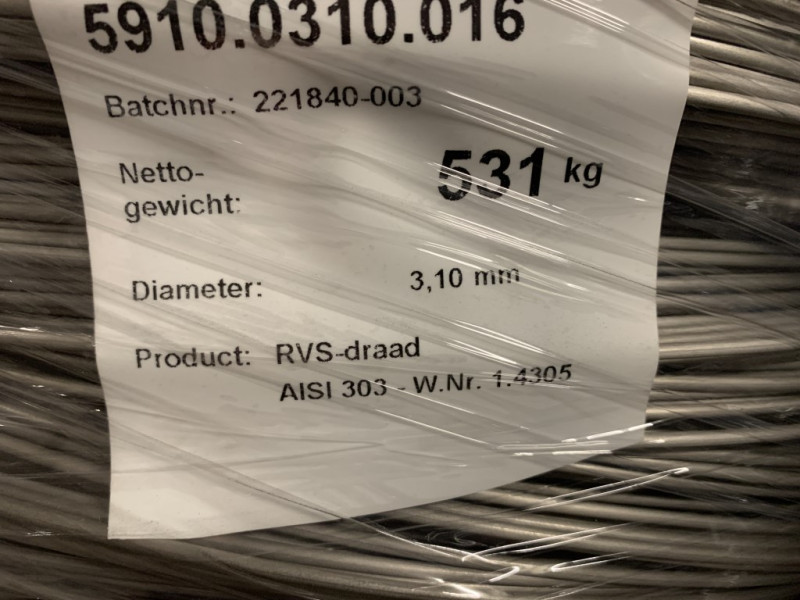 5910.0310.016
Batchnr.: 221840-003
Netto-
gewicht: 531 kg
Diameter: 3,10 mm
Product: RVS-draad
AISI 303 - W.Nr. 1.4305